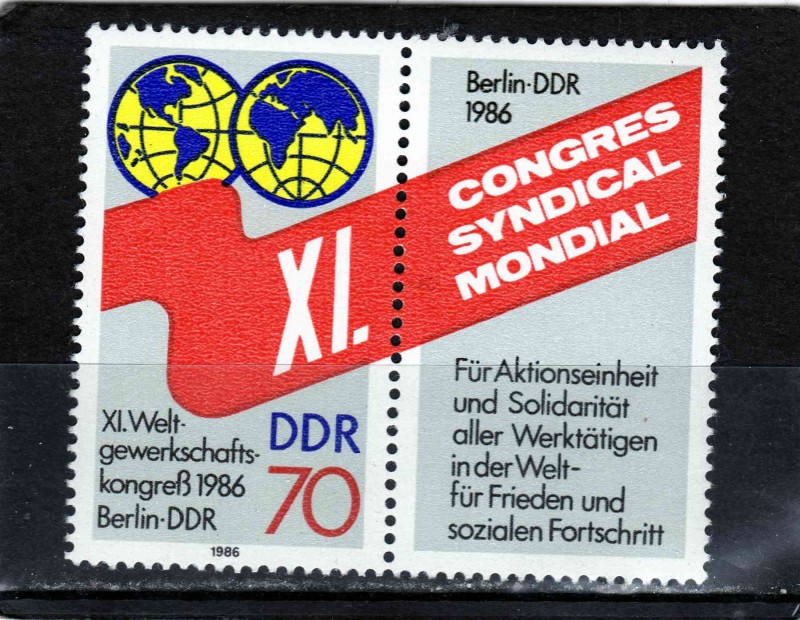 XI.
XI.Welt-
gewerkschafts-
kongreß 1986
Berlin·DDR
DDR
70
1986
Berlin·DDR
1986
CONGRES
SYNDICAL
MONDIAL
Für Aktionseinheit
und Solidarität
aller Werktätigen
in der Welt-
für Frieden und
sozialen Fortschritt